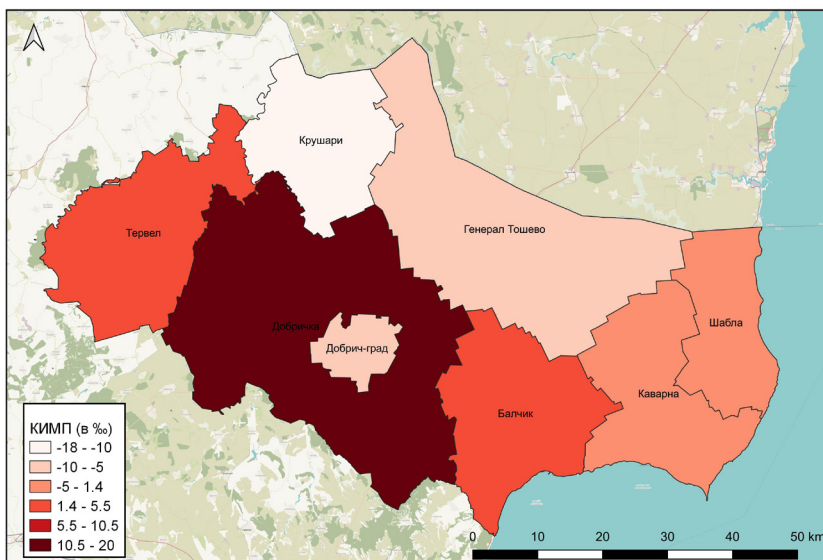 Крушари
Генерал Тошево
Тервел
Шабла
Добричка
Добрич-град
Каварна
Балчик
КИМП (в ‰)
-18 - -10
-10 - -5
-5 - 1.4
1.4 - 5.5
5.5 - 10.5
10.5 - 20
0 10 20 30 40 50 km